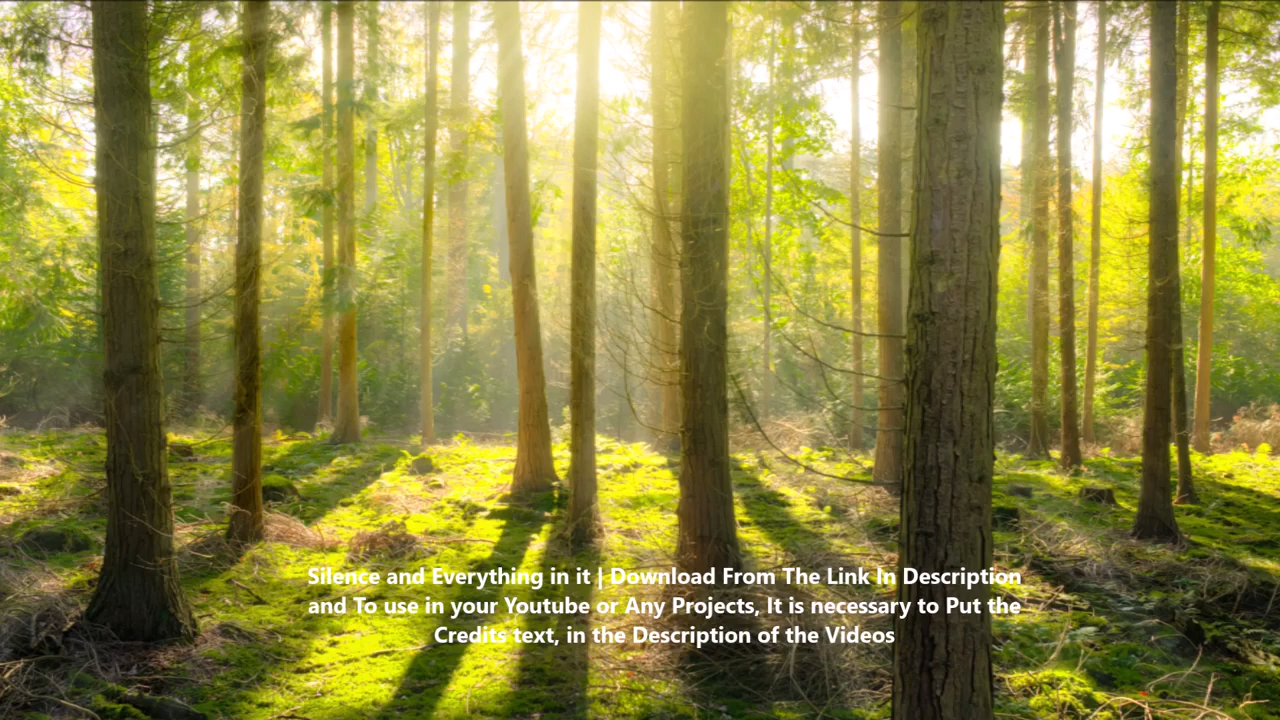 Silence and Everything in it | Download From The Link In Description
and To use in your Youtube or Any Projects, It is necessary to Put the
Credits text, in the Description of the Videos